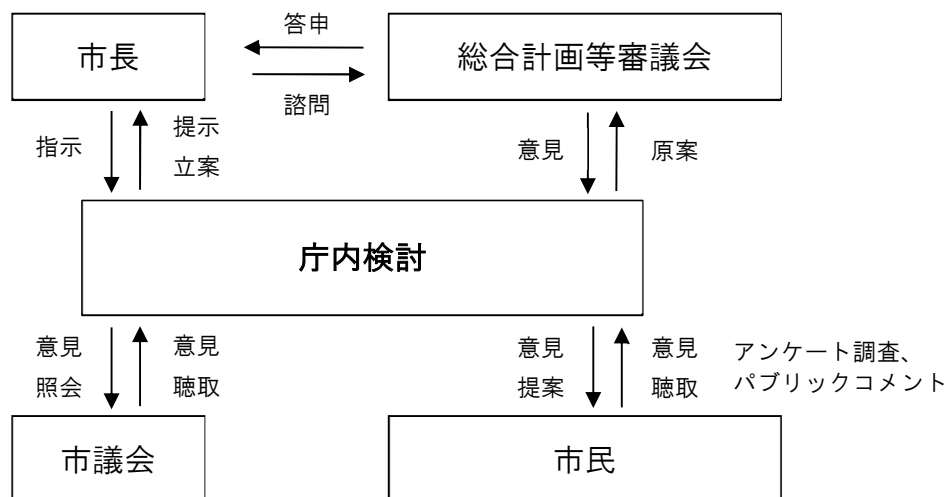 答申
市長
総合計画等審議会
諮問
指示
提示
立案
意見
原案
庁内検討
意見
照会
意見
聴取
意見
提案
意見
聴取
アンケート調査、
パブリックコメント
市議会
市民